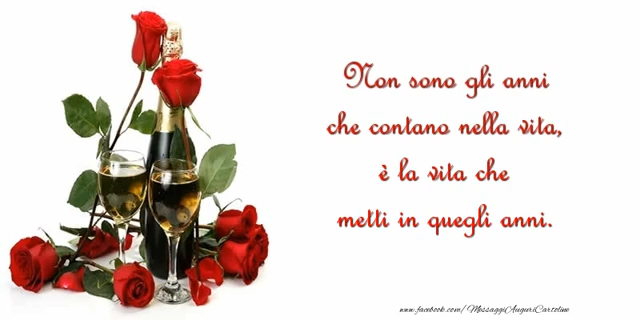 Non sono gli anni
che contano nella vita,
è la vita che
metti in quegli anni.
www.facebook.com/MessaggiAuguriCartoline